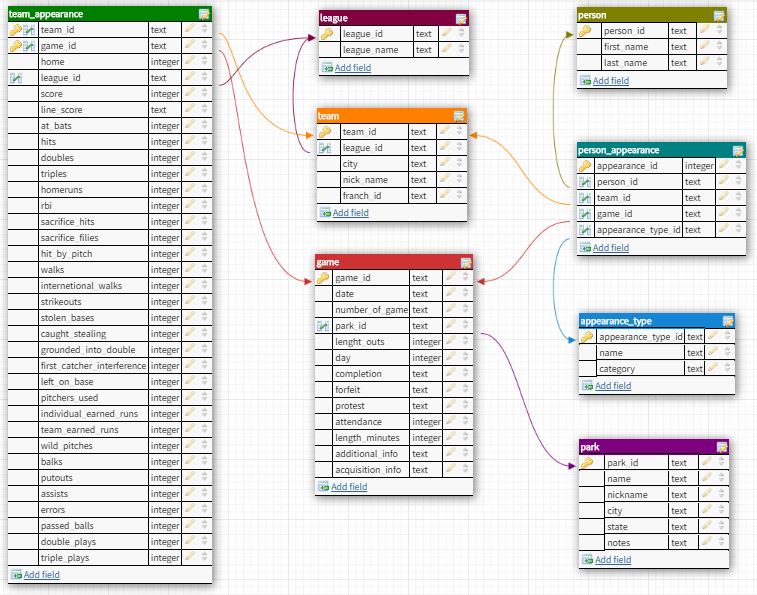 team_appearance
team_id text
game_id text
home integer
league_id text
score integer
line_score text
at_bats integer
hits integer
doubles integer
triples integer
homeruns integer
rbi integer
sacrifice_hits integer
sacrifice_filies integer
hit_by_pitch integer
walks integer
internetional_walks integer
strikeouts integer
stolen_bases integer
caught_stealing integer
grounded_into_double integer
first_catcher_interference integer
left_on_base integer
pitchers_used integer
individual_earned_runs integer
team_earned_runs integer
wild_pitches integer
balks integer
putouts integer
assists integer
errors integer
passed_balls integer
double_plays integer
triple_plays integer
Add field
league
league_id text
league_name text
Add field
team
team_id text
league_id text
city text
nick_name text
franch_id text
Add field
game
game_id text
date text
number_of_game text
park_id text
lenght_outs integer
day integer
completion text
forfeit text
protest text
attendance integer
length_minutes integer
additional_info text
acquisition_info text
Add field
person
person_id text
first_name text
last_name text
Add field
person_appearance
appearance_id integer
person_id text
team_id text
game_id text
appearance_type_id text
Add field
appearance_type
appearance_type_id text
name text
category text
Add field
park
park_id text
name text
nickname text
city text
state text
notes text
Add field